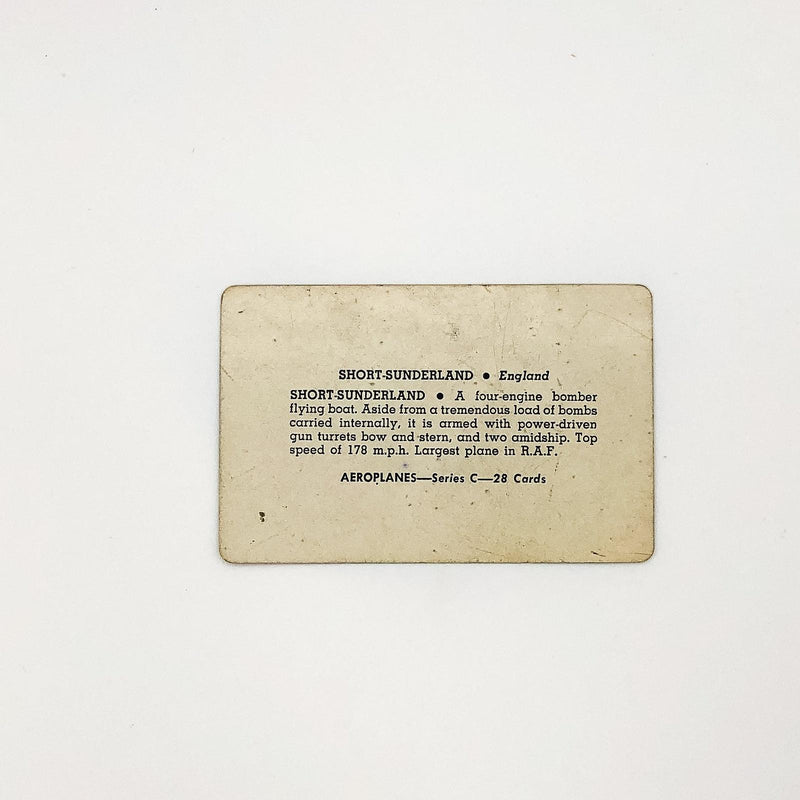 SHORT-SUNDERLAND ● England
SHORT-SUNDERLAND ● A four-engine bomber
flying boat. Aside from a tremendous load of bombs
carried internally, it is armed with power-driven
gun turrets bow and stern, and two amidship. Top
speed of 178 m.p.h. Largest plane in R.A.F.
AEROPLANES—Series C—28 Cards